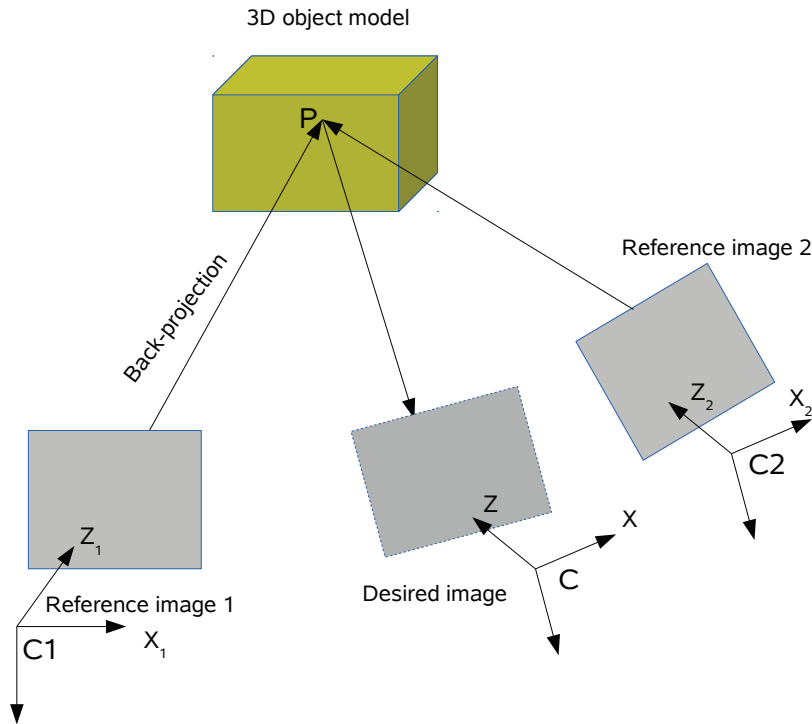 3D object model
P
Back-projection
Reference image 2
Z₂
X₂
C2
Z₁
Z
X
Desired image
C
Reference image 1
C1
X₁